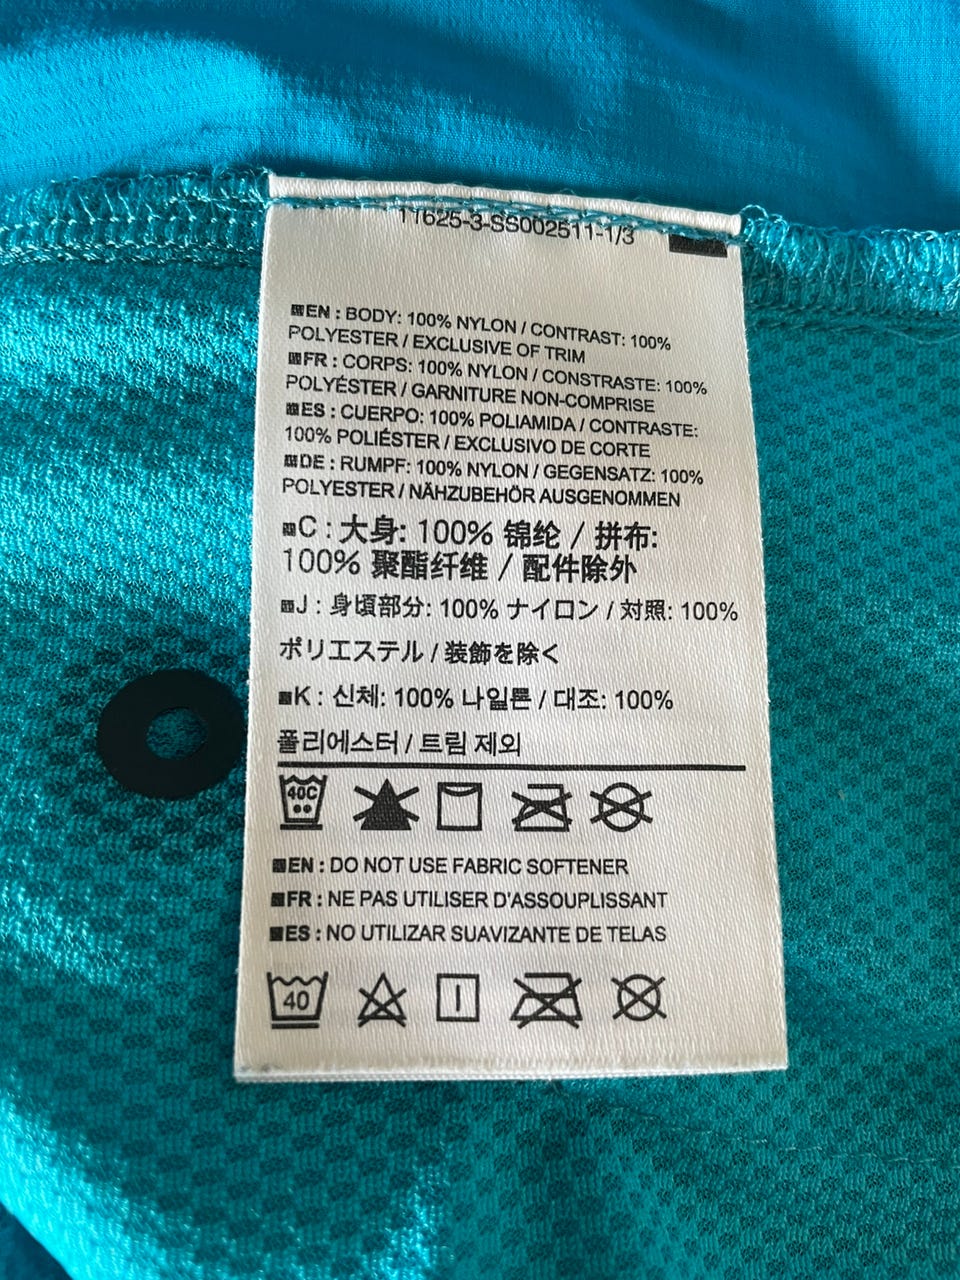 11625-3-SS002511-1/3
EN : BODY: 100% NYLON / CONTRAST: 100%
POLYESTER / EXCLUSIVE OF TRIM
FR : CORPS: 100% NYLON / CONSTRASTE: 100%
POLYÉSTER / GARNITURE NON-COMPRISE
ES : CUERPO: 100% POLIAMIDA / CONTRASTE:
100% POLIÉSTER / EXCLUSIVO DE CORTE
DE : RUMPF: 100% NYLON / GEGENSATZ: 100%
POLYESTER / NÄHZUBEHÖR AUSGENOMMEN
C : 大身: 100% 锦纶 / 拼布:
100% 聚酯纤维 / 配件除外
J : 身頃部分: 100% ナイロン / 対照: 100%
ポリエステル / 装飾を除く
K : 신체: 100% 나일론 / 대조: 100%
폴리에스터 / 트림 제외
40C
EN : DO NOT USE FABRIC SOFTENER
FR : NE PAS UTILISER D'ASSOUPLISSANT
ES : NO UTILIZAR SUAVIZANTE DE TELAS
40